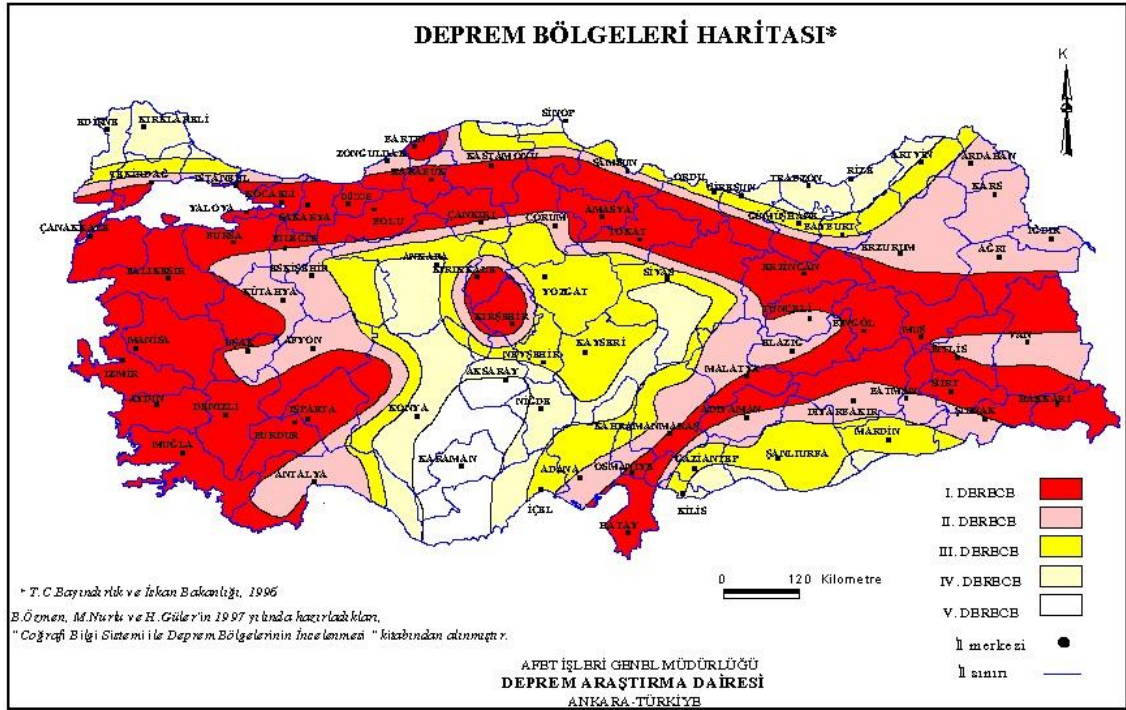 DEPREM BÖLGELERİ HARİTASI*
K
SİNOP
EDİRNE
KIRKLARELİ
BARTIN
ZONGULDAK
KASTAMONU
KARABÜK
SAMSUN
ARTVİN
ARDAHAN
TEKİRDAĞ
İSTANBUL
KOCAELİ
ORDU
GİRESUN
TRABZON
RİZE
KARS
YALOVA
SAKARYA
DÜZCE
BOLU
ÇANKIRI
ÇORUM
AMASYA
TOKAT
GÜMÜŞHANE
BAYBURT
ÇANAKKALE
BURSA
BİLECİK
ERZURUM
IĞDIR
AĞRI
ESKİŞEHİR
ANKARA
KIRIKKALE
BALIKESİR
YOZGAT
SİVAS
ERZİNCAN
KÜTAHYA
KIRŞEHİR
TUNCELİ
BİNGÖL
MUŞ
MANİSA
UŞAK
AFYON
NEVŞEHİR
KAYSERİ
ELAZIĞ
VAN
BİTLİS
İZMİR
AKSARAY
MALATYA
AYDIN
DENİZLİ
ISPARTA
BURDUR
KONYA
NİĞDE
KAHRAMANMARAŞ
ADIYAMAN
DİYARBAKIR
BATMAN
SİİRT
ŞIRNAK
HAKKARİ
MUĞLA
MARDİN
ANTALYA
KARAMAN
ADANA
OSMANİYE
GAZİANTEP
ŞANLIURFA
İÇEL
KİLİS
HATAY
I. DERECE
II. DERECE
III. DERECE
IV. DERECE
V. DERECE
İl merkezi
İl sınırı
0 120 Kilometre
* T.C.Bayındırlık ve İskan Bakanlığı, 1996
B.Özmen, M.Nurlu ve H.Güler'in 1997 yılında hazırladıkları,
"Coğrafi Bilgi Sistemi ile Deprem Bölgelerinin İncelenmesi" kitabından alınmıştır.
AFET İŞLERİ GENEL MÜDÜRLÜĞÜ
DEPREM ARAŞTIRMA DAİRESİ
ANKARA-TÜRKİYE